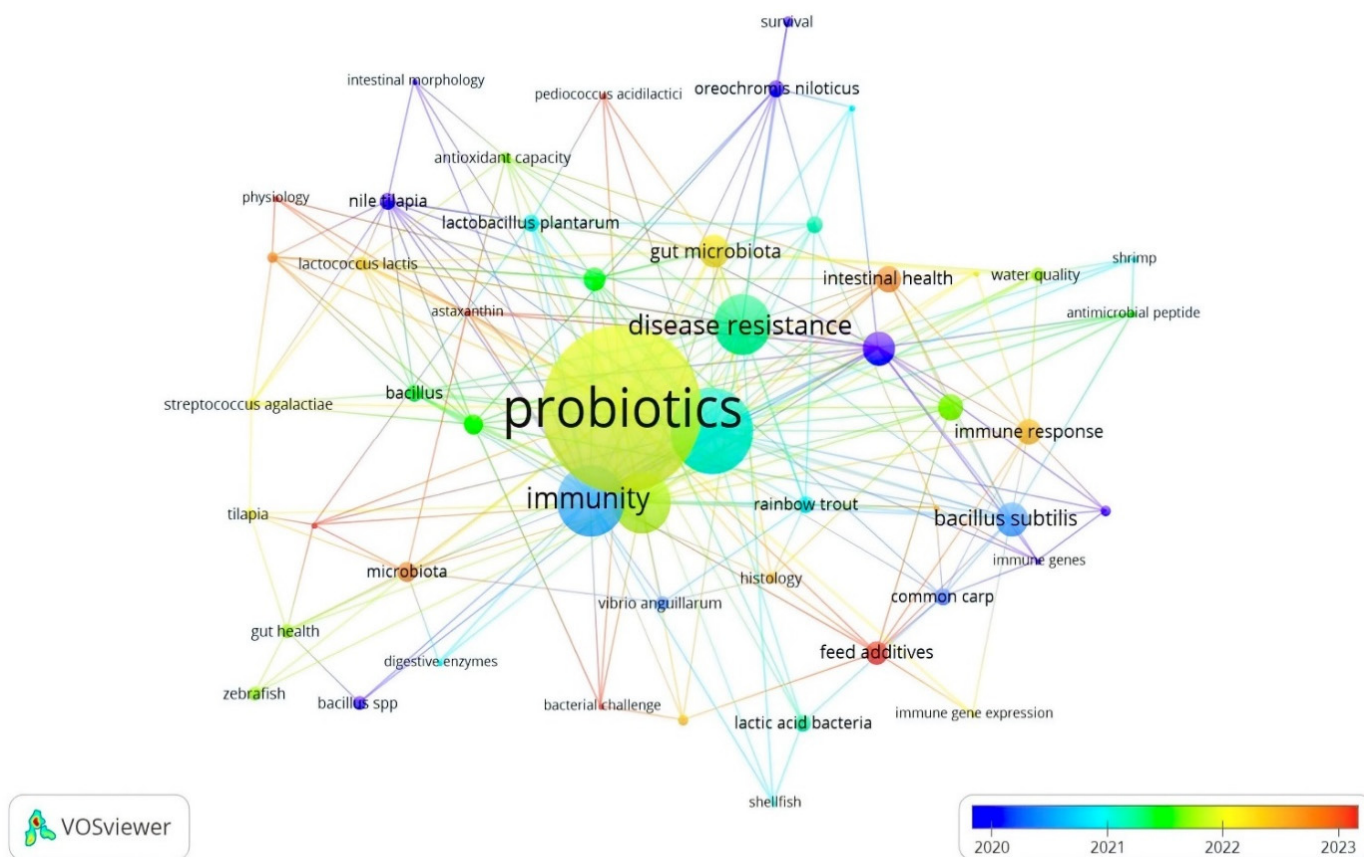 survival
intestinal morphology
pediococcus acidilactici
oreochromis niloticus
antioxidant capacity
physiology
nile tilapia
lactobacillus plantarum
gut microbiota
lactococcus lactis
intestinal health
water quality
shrimp
astaxanthin
disease resistance
antimicrobial peptide
bacillus
streptococcus agalactiae
probiotics
immune response
immunity
rainbow trout
tilapia
bacillus subtilis
immune genes
microbiota
histology
common carp
vibrio anguillarum
gut health
digestive enzymes
feed additives
zebrafish
bacillus spp
bacterial challenge
lactic acid bacteria
immune gene expression
shellfish
VOSviewer
2020 2021 2022 2023